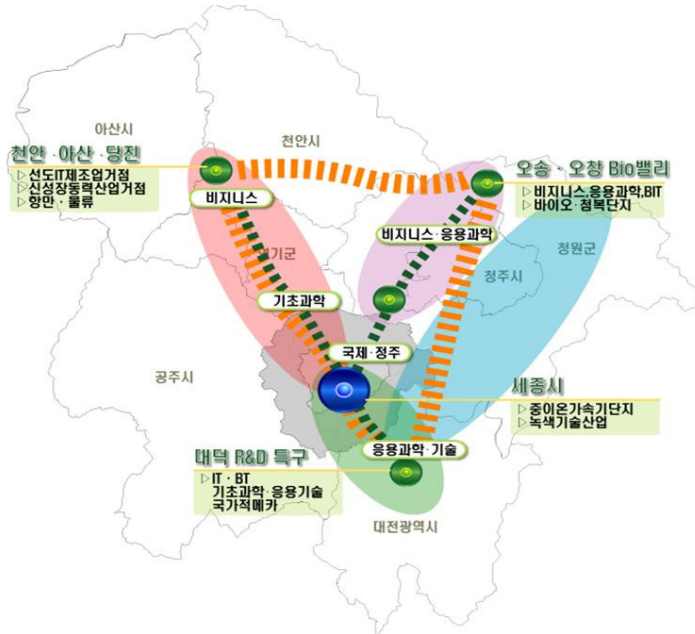 아산시
천안시
천안·아산·당진
▷선도IT제조업거점
▷신성장동력산업거점
▷항만·물류
오송·오창 Bio밸리
▷비지니스,응용과학,BIT
▷바이오·첨복단지
비지니스
비지니스·응용과학
청원군
청주시
기초과학
국제·정주
공주시
세종시
▷중이온가속기단지
▷녹색기술산업
대덕 R&D 특구
▷IT·BT
기초과학·응용기술
국가적메카
응용과학·기술
대전광역시